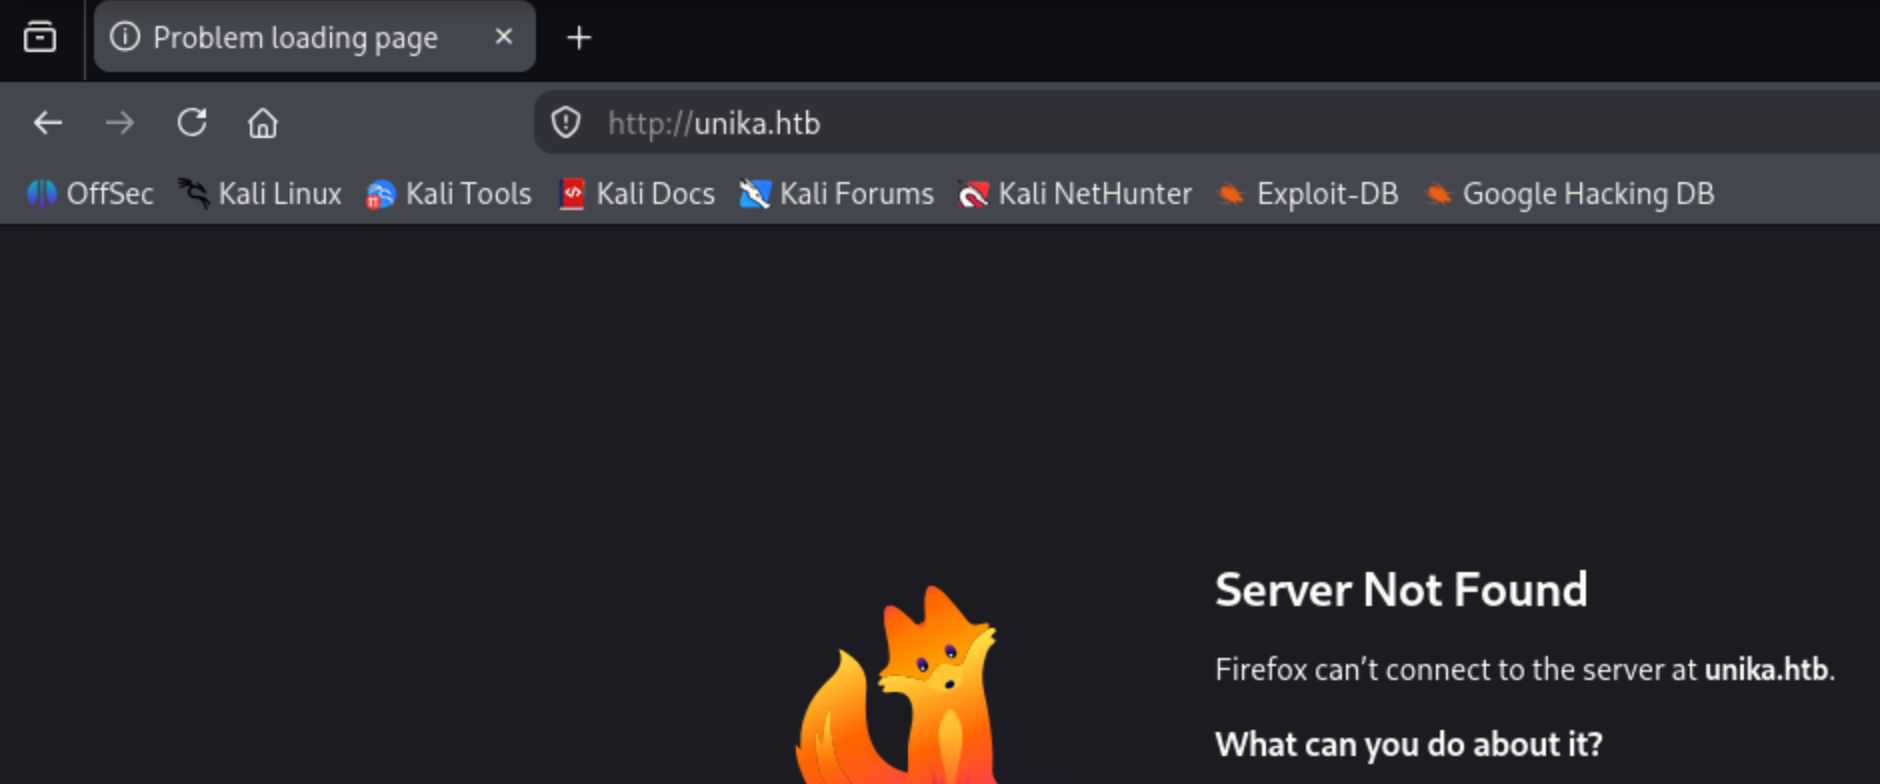 Problem loading page
http://unika.htb
OffSec Kali Linux Kali Tools Kali Docs Kali Forums Kali NetHunter Exploit-DB Google Hacking DB
Server Not Found
Firefox can’t connect to the server at unika.htb.
What can you do about it?